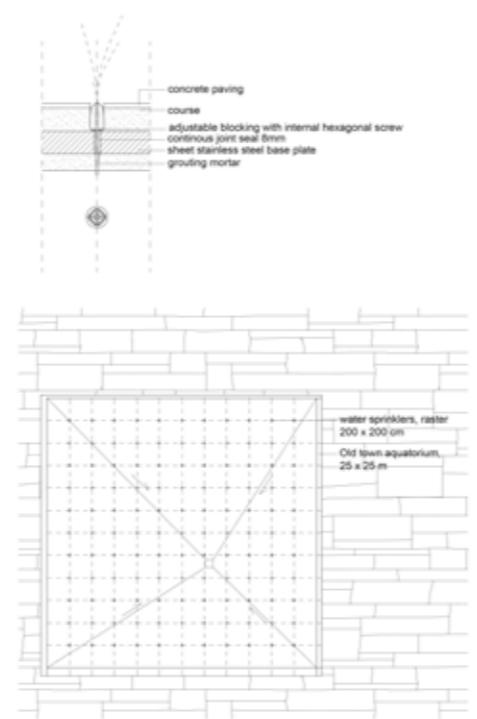 concrete paving
course
adjustable blocking with internal hexagonal screw
continous joint seal 8mm
sheet stainless steel base plate
grouting mortar
water sprinklers, raster
200 x 200 cm
Old town aquatorium,
25 x 25 m